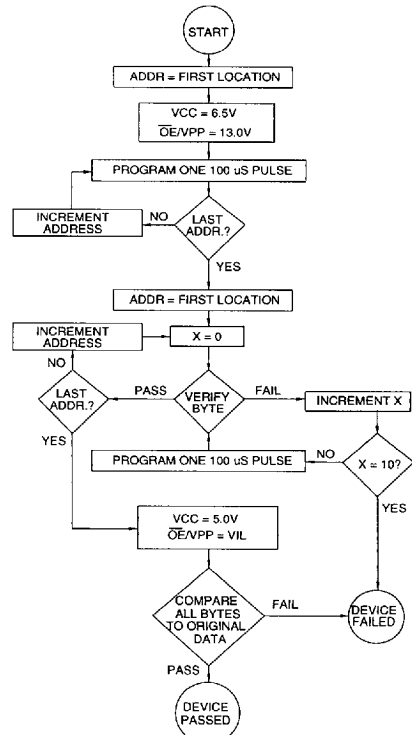 START
ADDR = FIRST LOCATION
VCC = 6.5V
OE/VPP = 13.0V
PROGRAM ONE 100 uS PULSE
INCREMENT
ADDRESS
NO
LAST
ADDR.?
YES
ADDR = FIRST LOCATION
INCREMENT
ADDRESS
X = 0
NO
LAST
ADDR.?
PASS
VERIFY
BYTE
FAIL
INCREMENT X
YES
PROGRAM ONE 100 uS PULSE
NO
X = 10?
YES
VCC = 5.0V
OE/VPP = VIL
COMPARE
ALL BYTES
TO ORIGINAL
DATA
FAIL
DEVICE
FAILED
PASS
DEVICE
PASSED